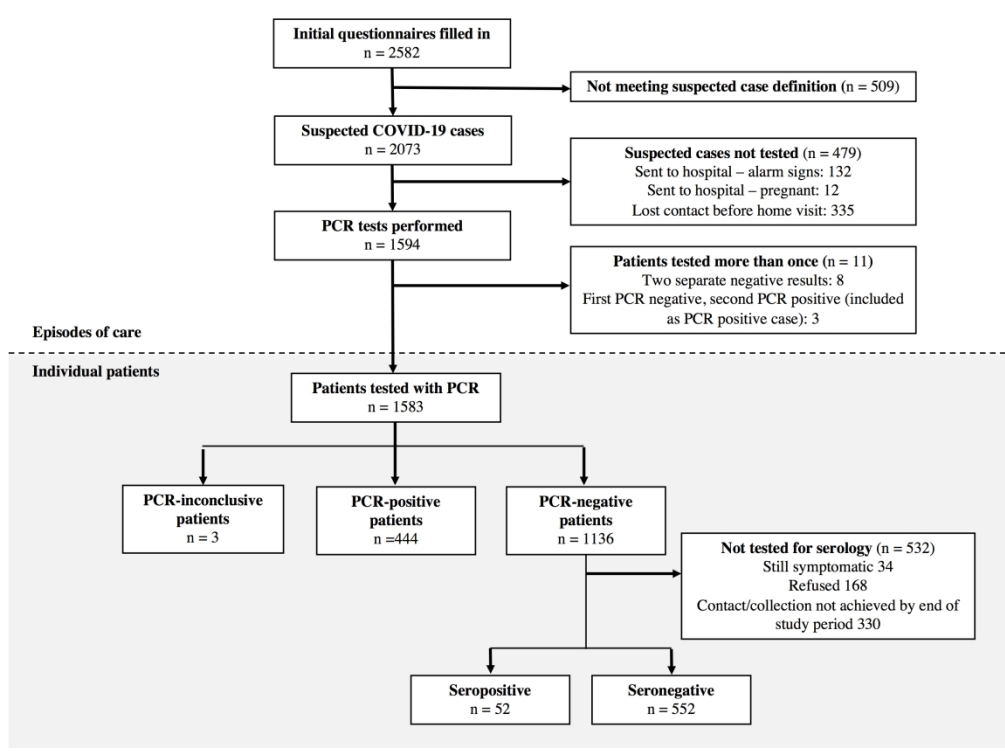 Initial questionnaires filled in
n = 2582
Not meeting suspected case definition (n = 509)
Suspected COVID-19 cases
n = 2073
Suspected cases not tested (n = 479)
Sent to hospital – alarm signs: 132
Sent to hospital – pregnant: 12
Lost contact before home visit: 335
PCR tests performed
n = 1594
Patients tested more than once (n = 11)
Two separate negative results: 8
First PCR negative, second PCR positive (included
as PCR positive case): 3
Episodes of care
Individual patients
Patients tested with PCR
n = 1583
PCR-inconclusive
patients
n = 3
PCR-positive
patients
n =444
PCR-negative
patients
n = 1136
Not tested for serology (n = 532)
Still symptomatic 34
Refused 168
Contact/collection not achieved by end of
study period 330
Seropositive
n = 52
Seronegative
n = 552